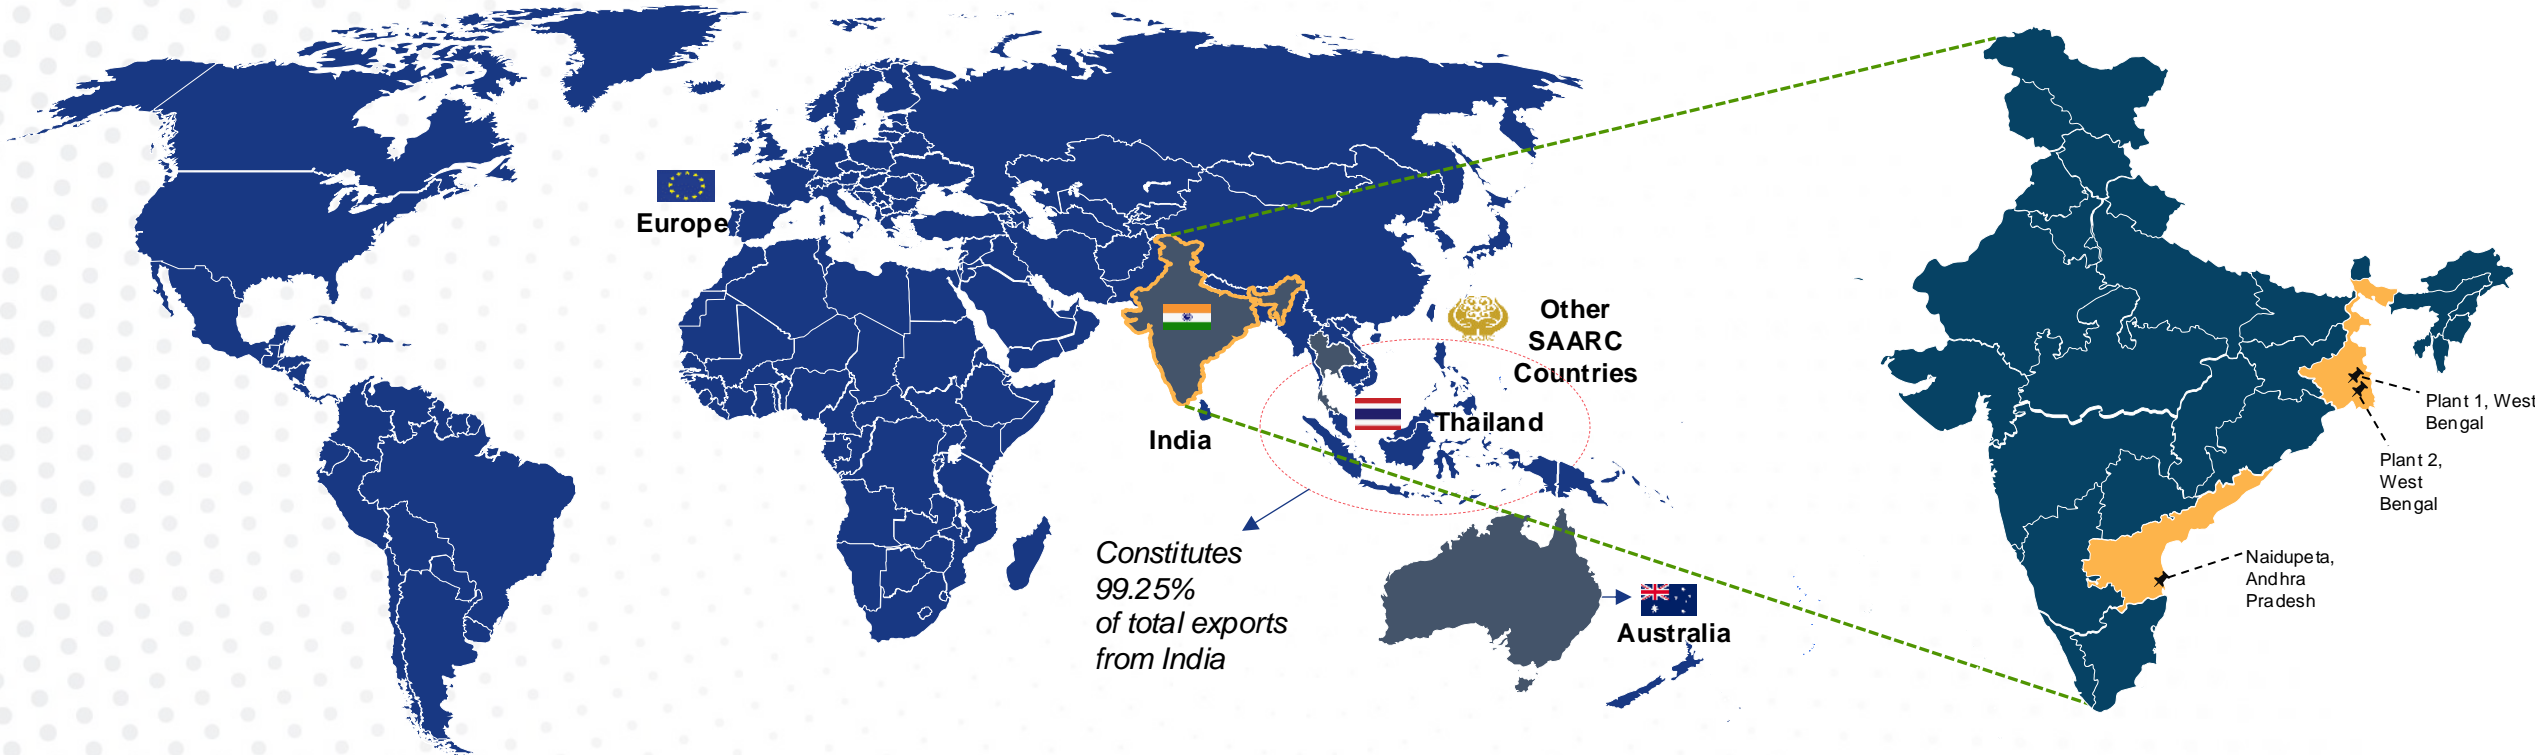 Europe
India
Other
SAARC
Countries
Thailand
Constitutes
99.25%
of total exports
from India
Australia
Plant 1, West
Bengal
Plant 2,
West
Bengal
Naidupeta,
Andhra
Pradesh